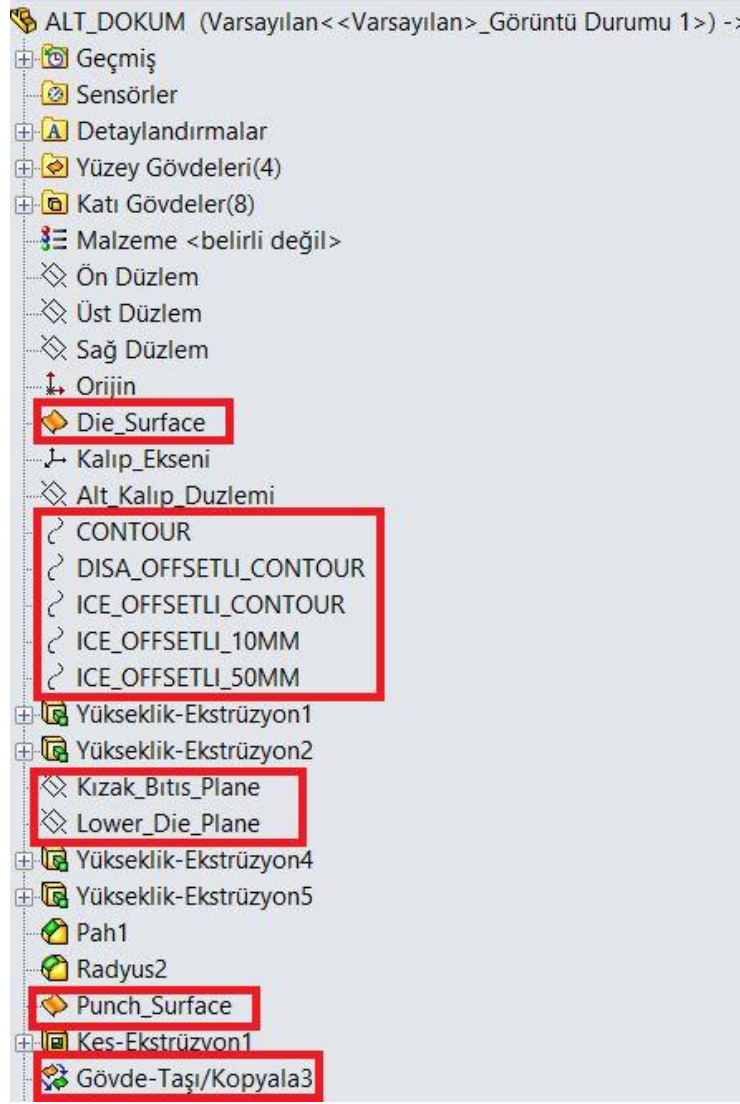 ALT_DOKUM (Varsayılan<<Varsayılan>_Görüntü Durumu 1>) ->
Geçmiş
Sensörler
Detaylandırmalar
Yüzey Gövdeleri(4)
Katı Gövdeler(8)
Malzeme <belirli değil>
Ön Düzlem
Üst Düzlem
Sağ Düzlem
Orijin
Die_Surface
Kalıp_Ekseni
Alt_Kalıp_Duzlemi
CONTOUR
DISA_OFFSETLI_CONTOUR
ICE_OFFSETLI_CONTOUR
ICE_OFFSETLI_10MM
ICE_OFFSETLI_50MM
Yükseklik-Ekstrüzyon1
Yükseklik-Ekstrüzyon2
Kızak_Bıtıs_Plane
Lower_Die_Plane
Yükseklik-Ekstrüzyon4
Yükseklik-Ekstrüzyon5
Pah1
Radyus2
Punch_Surface
Kes-Ekstrüzyon1
Gövde-Taşı/Kopyala3